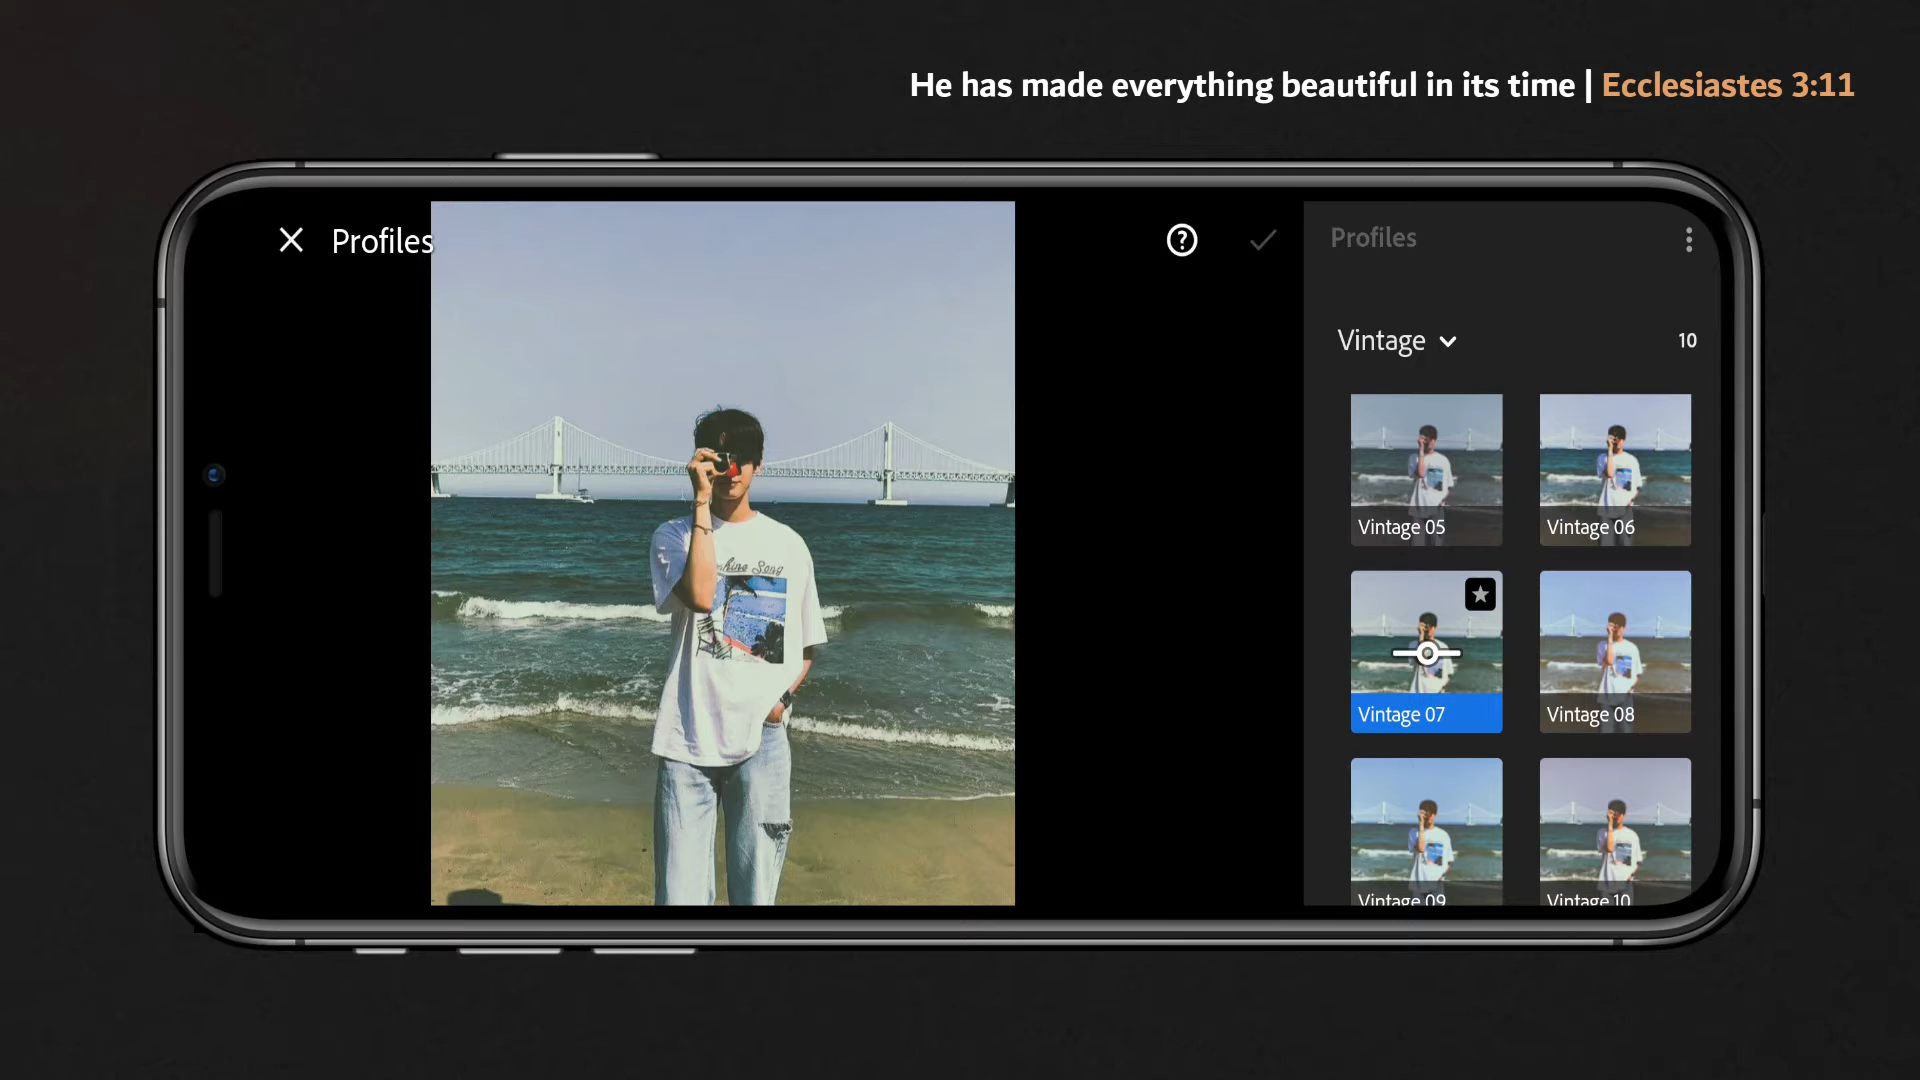 He has made everything beautiful in its time | Ecclesiastes 3:11
Profiles
Profiles
Vintage
10
Vintage 05
Vintage 06
Vintage 07
Vintage 08
Vintage 09
Vintage 10